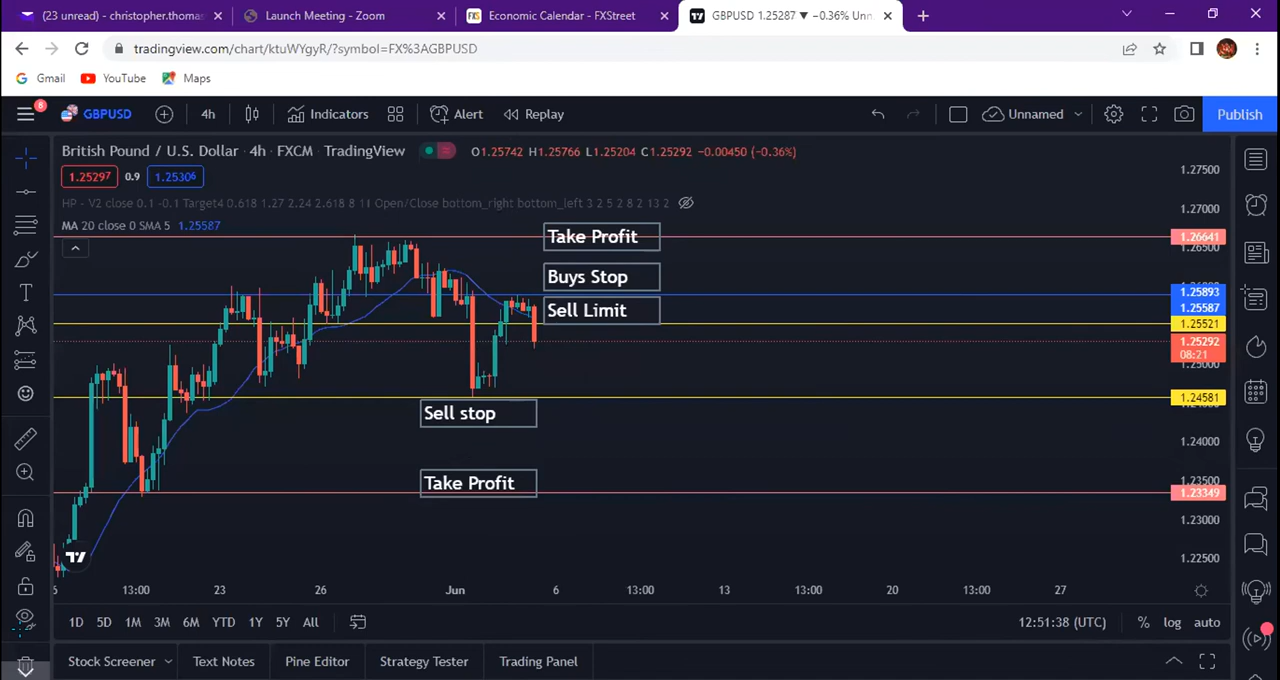 (23 unread) - christopher.thomas
Launch Meeting - Zoom
Economic Calendar - FXStreet
GBPUSD 1.25287 ▼ −0.36% Unn
tradingview.com/chart/ktuWYgyR/?symbol=FX%3AGBPUSD
Gmail
YouTube
Maps
8
GBPUSD
4h
Indicators
Alert
Replay
Unnamed
Publish
British Pound / U.S. Dollar · 4h · FXCM · TradingView
O1.25742 H1.25766 L1.25204 C1.25292 −0.00450 (−0.36%)
1.25297
0.9
1.25306
HP - V2 close 0.1 -0.1 Target4 0.618 1.27 2.24 2.618 8 11 Open/Close bottom_right bottom_left 3 2 5 2 8 2 13 2
MA 20 close 0 SMA 5 1.25587
Take Profit
Buys Stop
Sell Limit
Sell stop
Take Profit
1.27500
1.27000
1.26641
1.26500
1.25893
1.25587
1.25521
1.25292
08:21
1.25000
1.24581
1.24000
1.23500
1.23349
1.23000
1.22500
13:00
23
26
Jun
6
13:00
13
13:00
20
13:00
27
1D
5D
1M
3M
6M
YTD
1Y
5Y
All
12:51:38 (UTC)
%
log
auto
Stock Screener
Text Notes
Pine Editor
Strategy Tester
Trading Panel